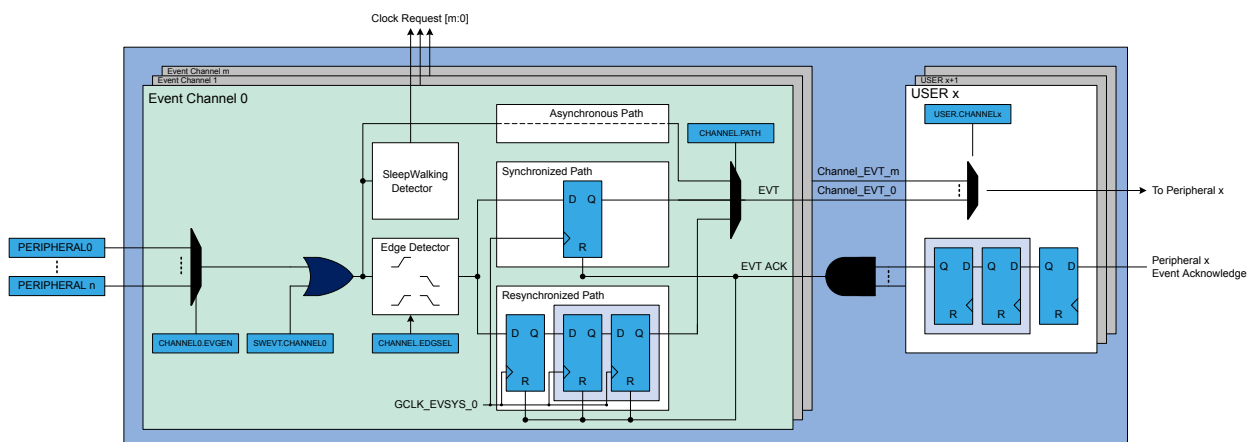 Clock Request [m:0]
Event Channel m
Event Channel 1
Event Channel 0
USER x+1
USER x
Asynchronous Path
CHANNEL.PATH
USER.CHANNELx
SleepWalking
Detector
Synchronized Path
D Q
R
EVT
Channel_EVT_m
Channel_EVT_0
To Peripheral x
PERIPHERAL0
PERIPHERAL n
Edge Detector
EVT ACK
Q D
R
Q D
R
Q D
R
Peripheral x
Event Acknowledge
Resynchronized Path
D Q
R
D Q
R
D Q
R
CHANNEL0.EVGEN
SWEVT.CHANNEL0
CHANNEL.EDGSEL
GCLK_EVSYS_0